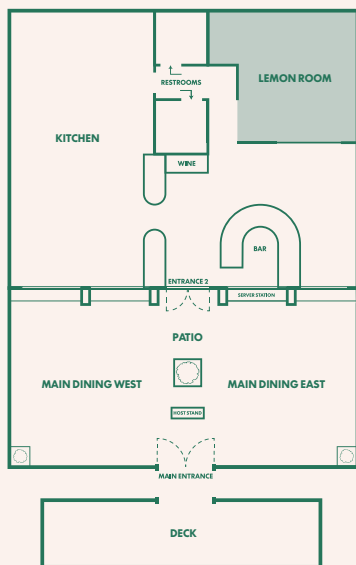 LEMON ROOM
RESTROOMS
KITCHEN
WINE
BAR
ENTRANCE 2
SERVER STATION
PATIO
MAIN DINING WEST
MAIN DINING EAST
HOST STAND
MAIN ENTRANCE
DECK